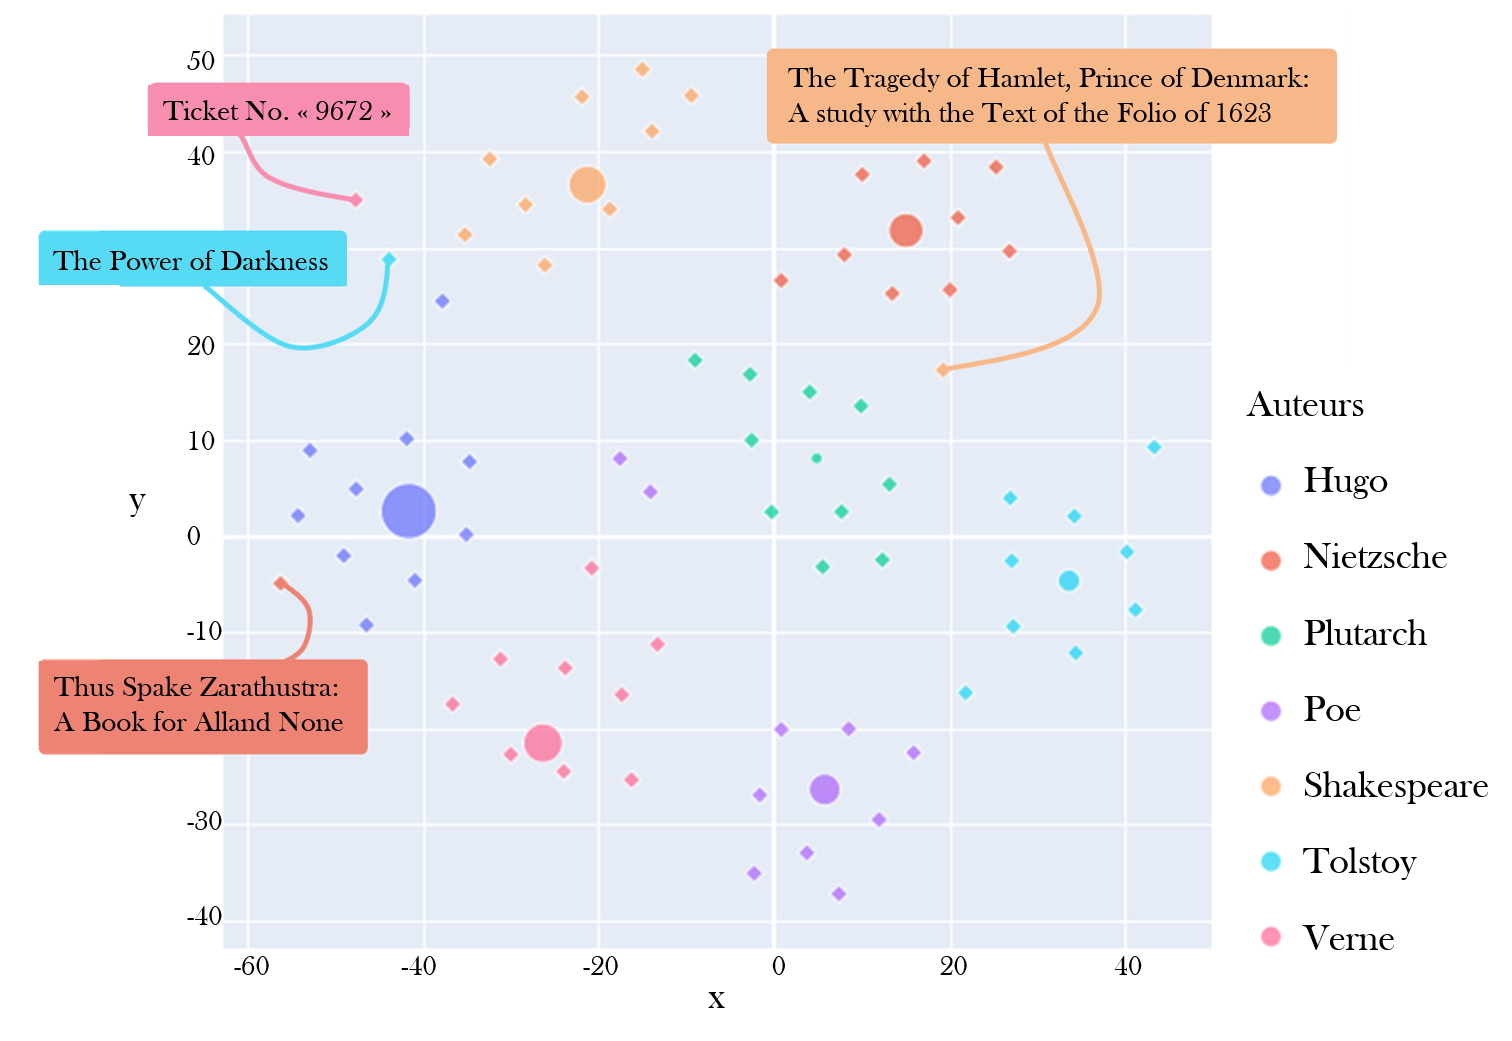 50
40
20
10
0
-10
-30
-40
y
-60
-40
-20
0
20
40
x
Ticket No. « 9672 »
The Power of Darkness
The Tragedy of Hamlet, Prince of Denmark:
A study with the Text of the Folio of 1623
Thus Spake Zarathustra:
A Book for Alland None
Auteurs
Hugo
Nietzsche
Plutarch
Poe
Shakespeare
Tolstoy
Verne